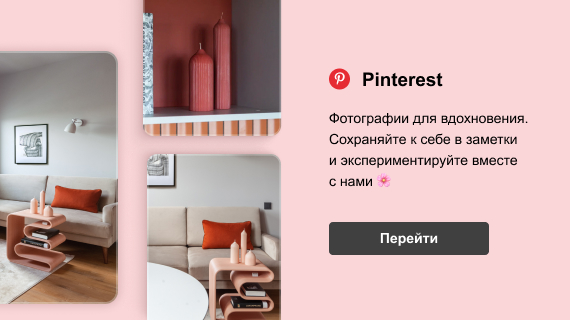 Pinterest
Фотографии для вдохновения.
Сохраняйте к себе в заметки
и экспериментируйте вместе
с нами 🌸
Перейти